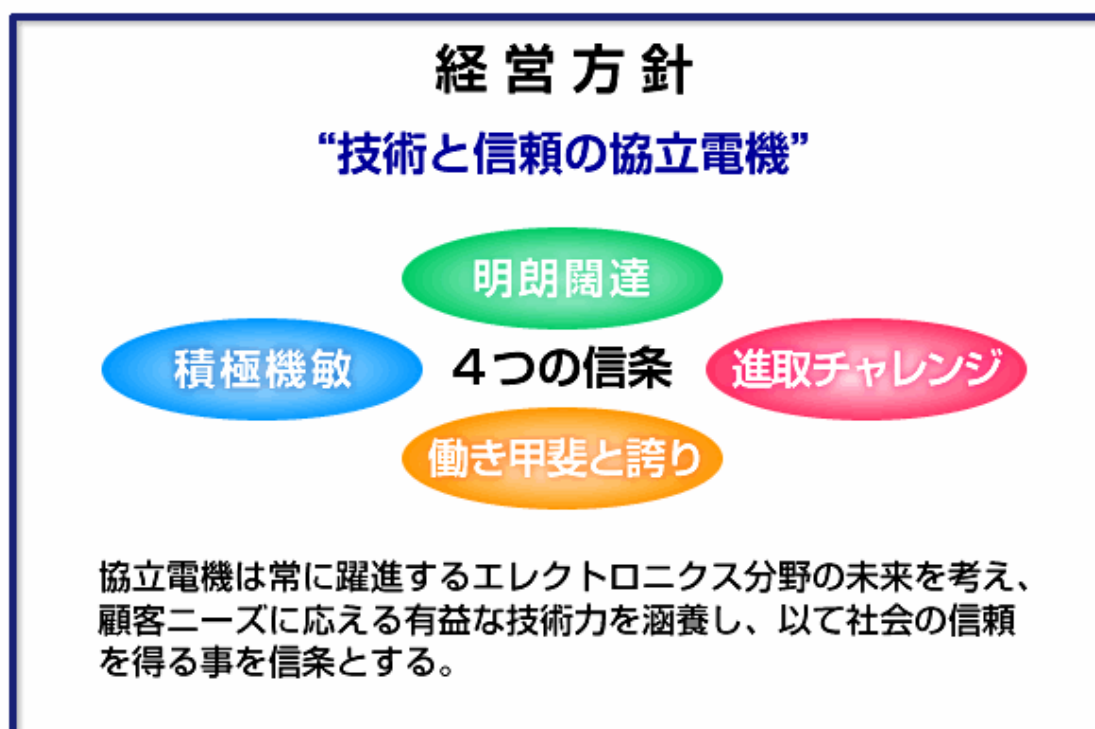 経営方針
“技術と信頼の協立電機”
明朗闊達
積極機敏
４つの信条
進取チャレンジ
働き甲斐と誇り
協立電機は常に躍進するエレクトロニクス分野の未来を考え、
顧客ニーズに応える有益な技術力を涵養し、以て社会の信頼
を得る事を信条とする。